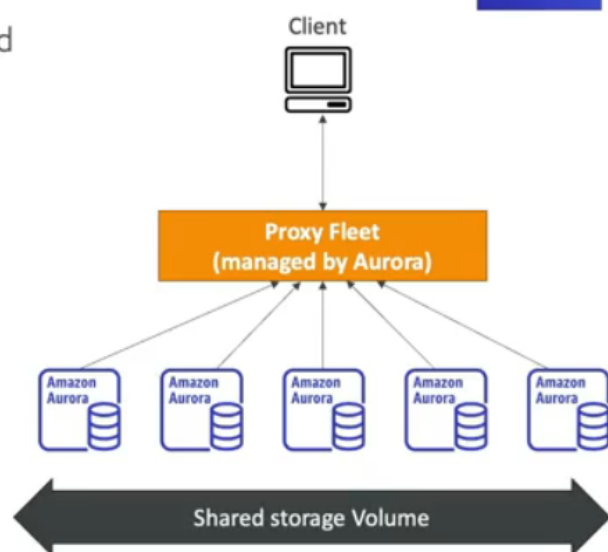 Client
Proxy Fleet
(managed by Aurora)
Amazon
Aurora
Amazon
Aurora
Amazon
Aurora
Amazon
Aurora
Amazon
Aurora
Shared storage Volume